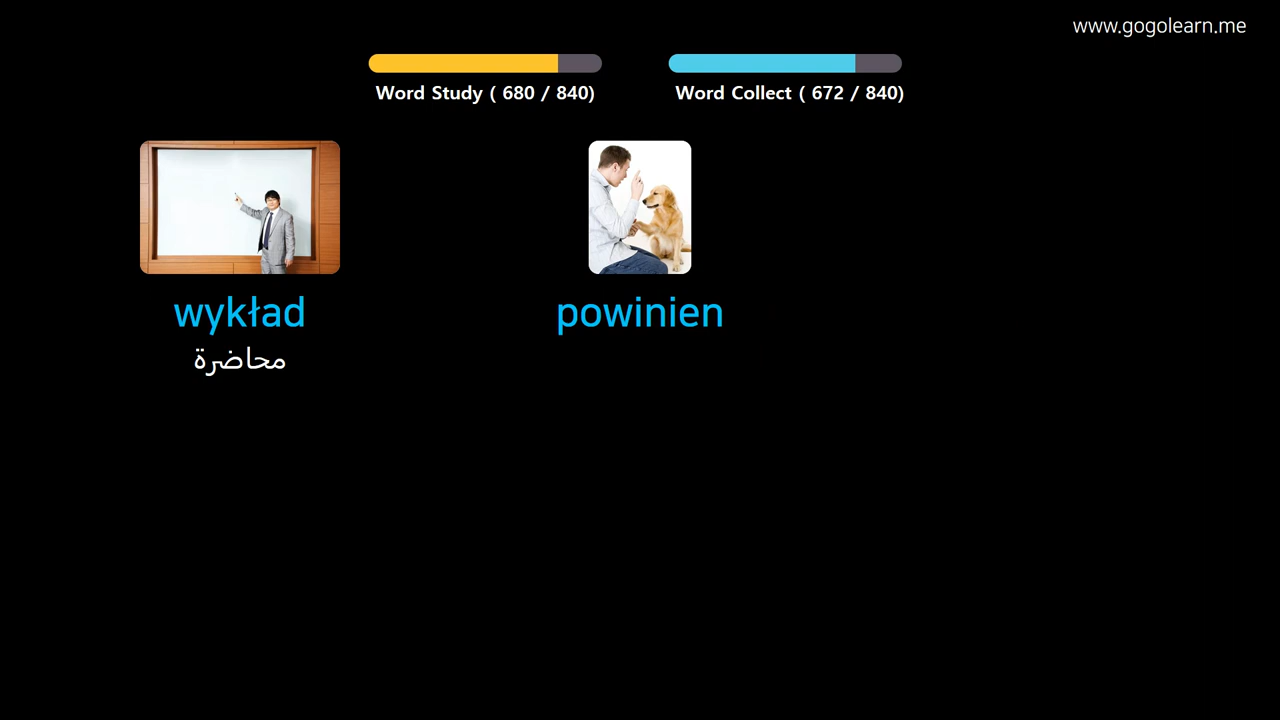 www.gogolearn.me
Word Study ( 680 / 840)
Word Collect ( 672 / 840)
wykład
محاضرة
powinien